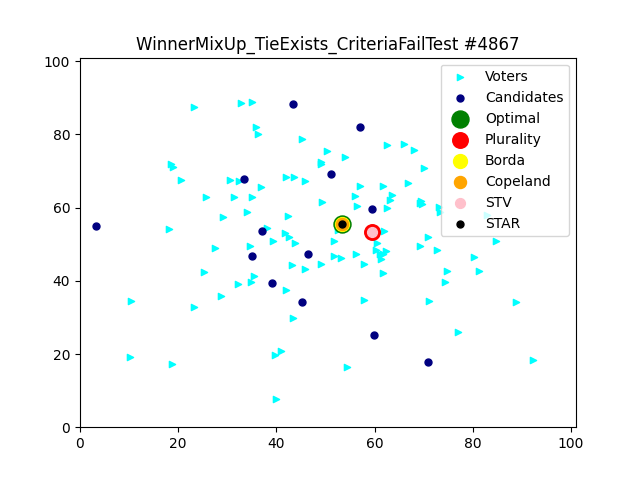 WinnerMixUp_TieExists_CriteriaFailTest #4867
100
80
60
40
20
0
0 20 40 60 80 100
Voters
Candidates
Optimal
Plurality
Borda
Copeland
STV
STAR